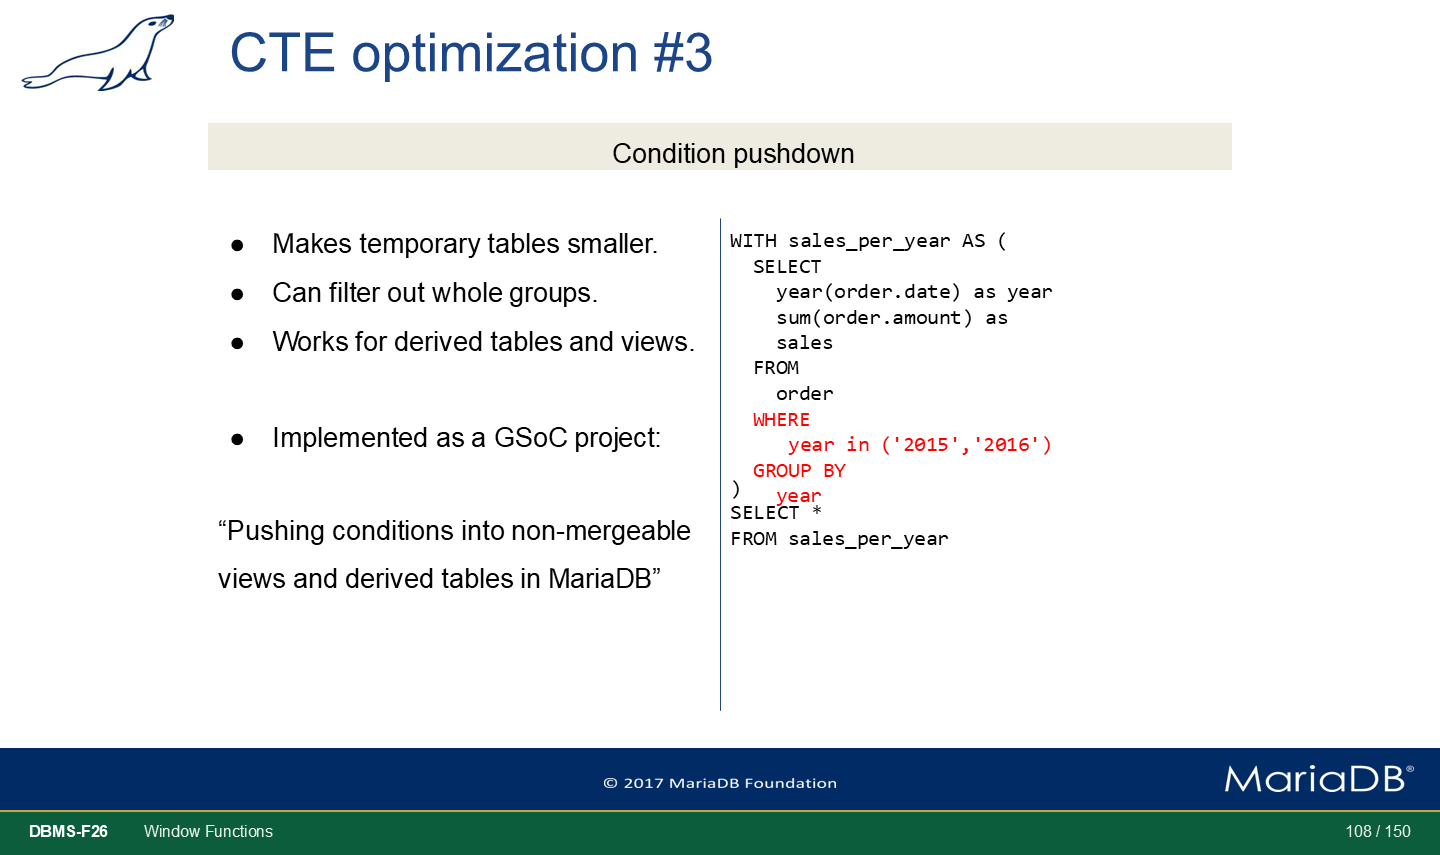 CTE optimization #3
Condition pushdown
● Makes temporary tables smaller.
● Can filter out whole groups.
● Works for derived tables and views.
● Implemented as a GSoC project:
“Pushing conditions into non-mergeable
views and derived tables in MariaDB”
WITH sales_per_year AS (
SELECT
year(order.date) as year
sum(order.amount) as
sales
FROM
order
WHERE
year in ('2015','2016')
GROUP BY
year
)
SELECT *
FROM sales_per_year
© 2017 MariaDB Foundation
MariaDB®
DBMS-F26 Window Functions 108 / 150